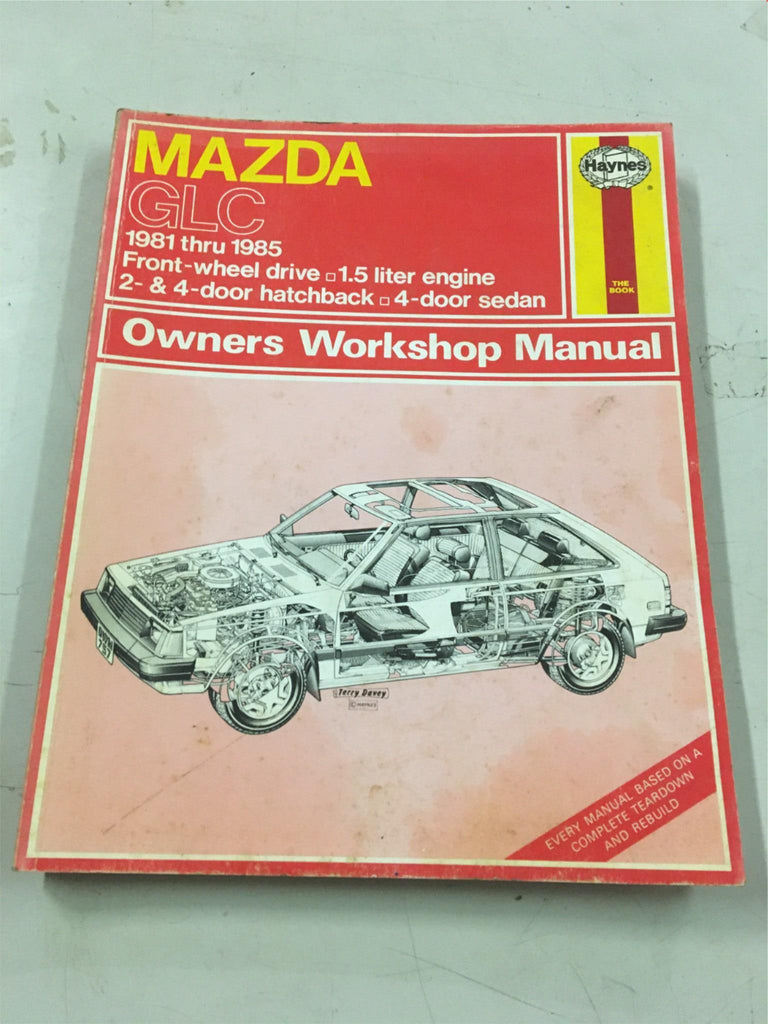 MAZDA
GLC
1981 thru 1985
Front-wheel drive □ 1.5 liter engine
2- & 4-door hatchback □ 4-door sedan
Haynes
®
THE
BOOK
Owners Workshop Manual
Terry Davey
© HAYNES
EVERY MANUAL BASED ON A
COMPLETE TEARDOWN
AND REBUILD